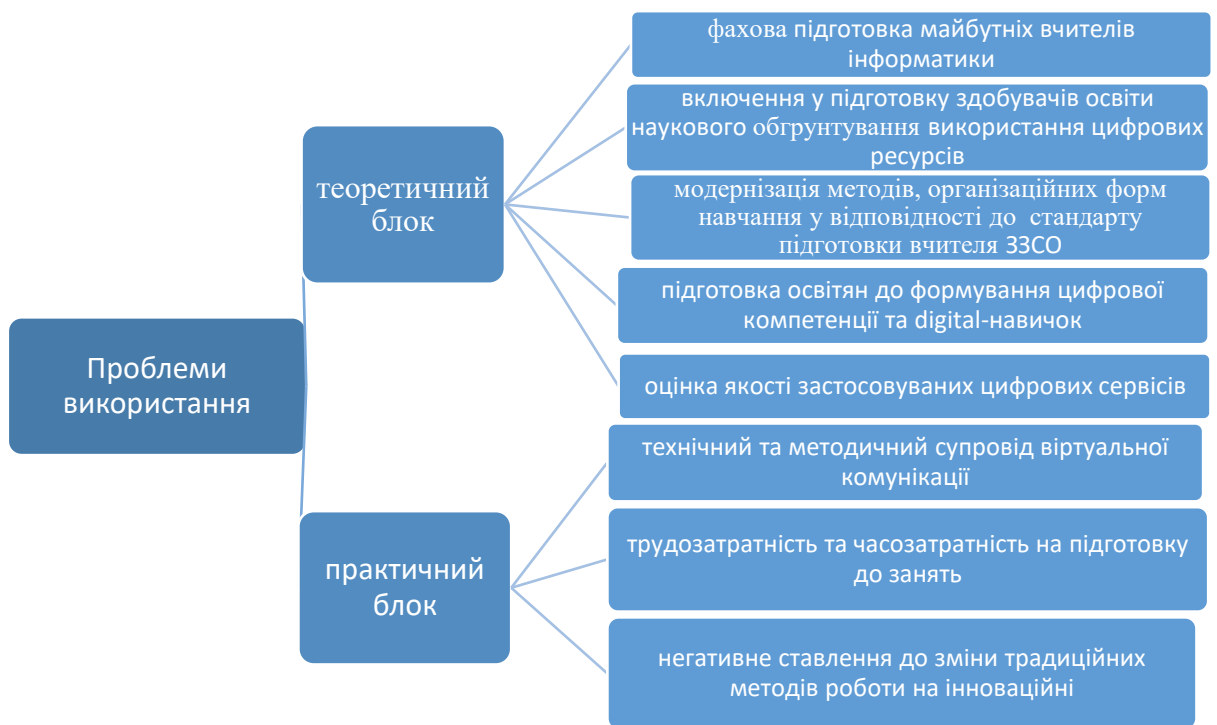 Проблеми
використання
теоретичний
блок
фахова підготовка майбутніх вчителів
інформатики
включення у підготовку здобувачів освіти
наукового обгрунтування використання цифрових
ресурсів
модернізація методів, організаційних форм
навчання у відповідності до стандарту
підготовки вчителя ЗЗСО
підготовка освітян до формування цифрової
компетенції та digital-навичок
оцінка якості застосовуваних цифрових сервісів
практичний
блок
технічний та методичний супровід віртуальної
комунікації
трудозатратність та часозатратність на підготовку
до занять
негативне ставлення до зміни традиційних
методів роботи на інноваційні